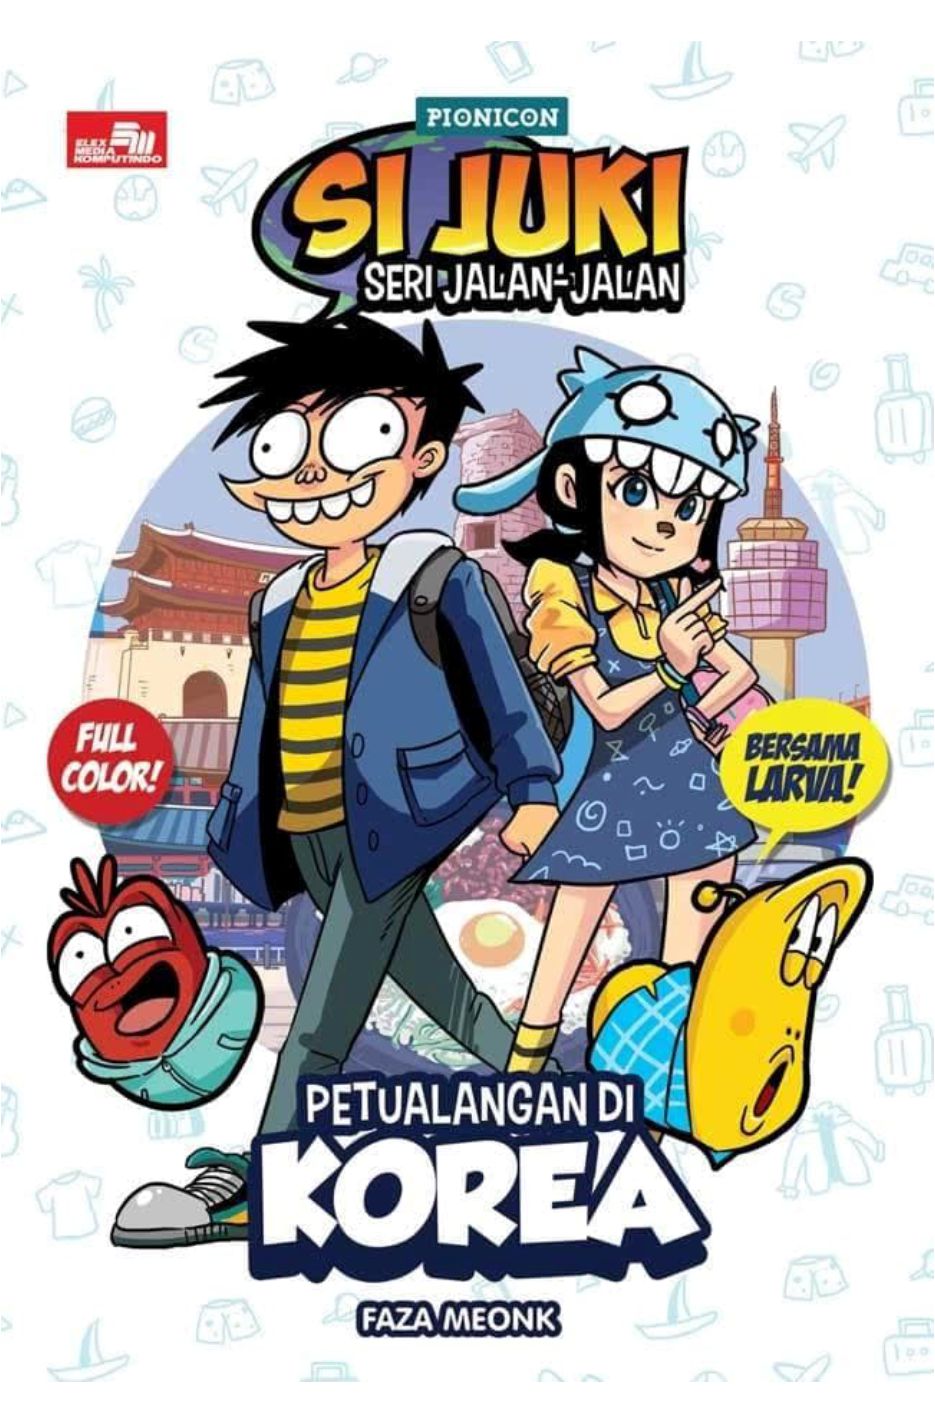 ELEX
MEDIA
KOMPUTINDO
PIONICON
SI JUKI
SERI JALAN-JALAN
FULL
COLOR!
BERSAMA
LARVA!
PETUALANGAN DI
KOREA
FAZA MEONK